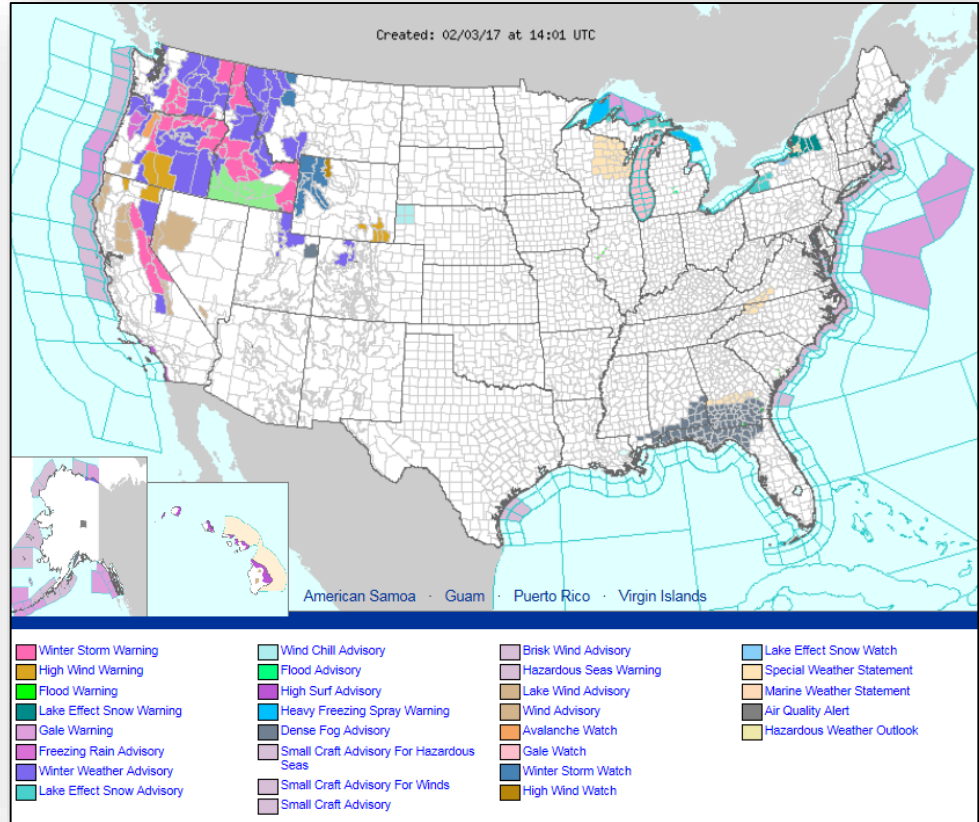 Created: 02/03/17 at 14:01 UTC
American Samoa · Guam · Puerto Rico · Virgin Islands
Winter Storm Warning
High Wind Warning
Flood Warning
Lake Effect Snow Warning
Gale Warning
Freezing Rain Advisory
Winter Weather Advisory
Lake Effect Snow Advisory
Wind Chill Advisory
Flood Advisory
High Surf Advisory
Heavy Freezing Spray Warning
Dense Fog Advisory
Small Craft Advisory For Hazardous
Seas
Small Craft Advisory For Winds
Small Craft Advisory
Brisk Wind Advisory
Hazardous Seas Warning
Lake Wind Advisory
Wind Advisory
Avalanche Watch
Gale Watch
Winter Storm Watch
High Wind Watch
Lake Effect Snow Watch
Special Weather Statement
Marine Weather Statement
Air Quality Alert
Hazardous Weather Outlook